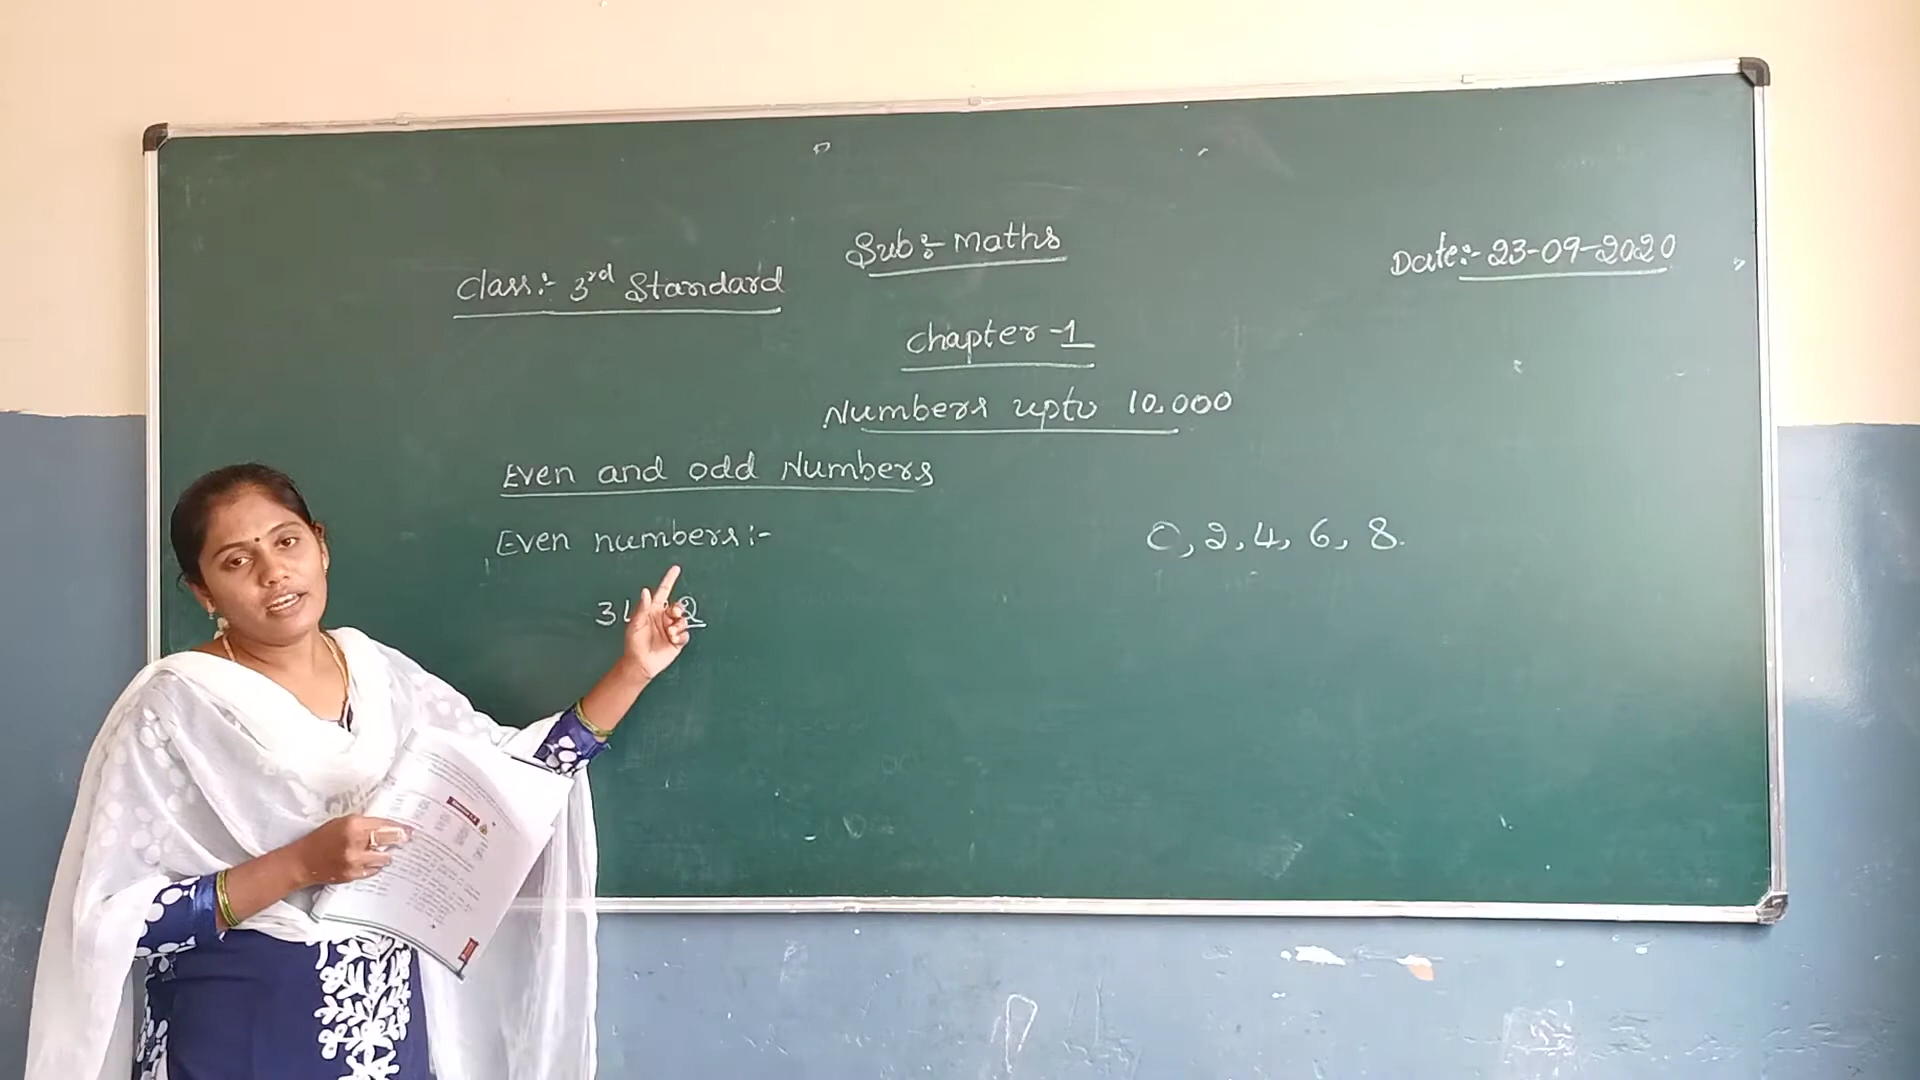 Sub:- Maths
Class:- 3rd Standard
Date:- 23-09-2020
Chapter-1
Numbers upto 10,000
Even and odd Numbers
Even numbers:-
0, 2, 4, 6, 8.